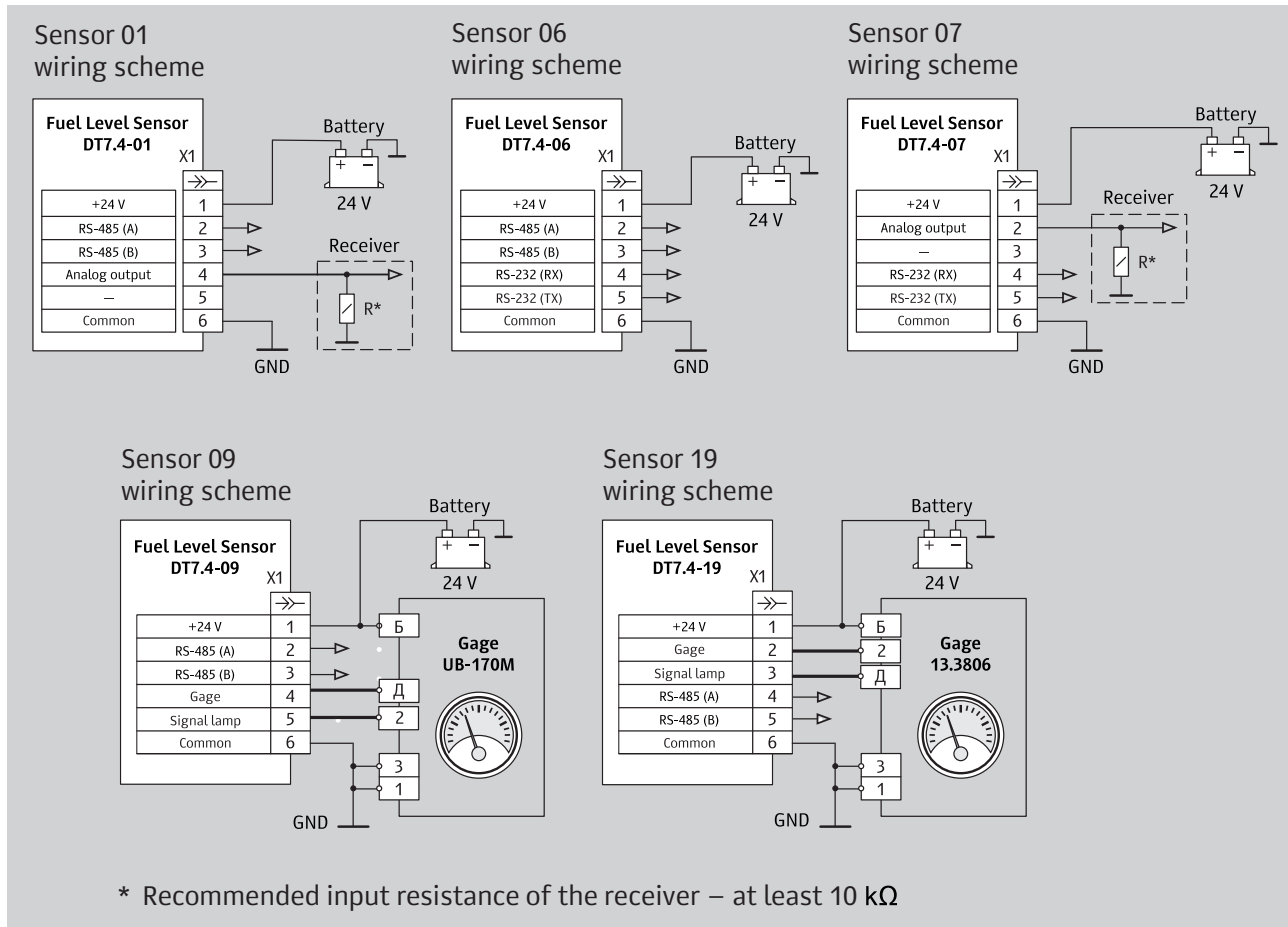 Sensor 01
wiring scheme
Fuel Level Sensor
DT7.4-01
X1
Battery
+ −
24 V
+24 V 1
RS-485 (A) 2
RS-485 (B) 3
Analog output 4
— 5
Common 6
Receiver
R*
GND
Sensor 06
wiring scheme
Fuel Level Sensor
DT7.4-06
X1
Battery
+ −
24 V
+24 V 1
RS-485 (A) 2
RS-485 (B) 3
RS-232 (RX) 4
RS-232 (TX) 5
Common 6
GND
Sensor 07
wiring scheme
Fuel Level Sensor
DT7.4-07
X1
Battery
+ −
24 V
+24 V 1
Analog output 2
— 3
RS-232 (RX) 4
RS-232 (TX) 5
Common 6
Receiver
R*
GND
Sensor 09
wiring scheme
Fuel Level Sensor
DT7.4-09
X1
Battery
+ −
24 V
+24 V 1
RS-485 (A) 2
RS-485 (B) 3
Gage 4
Signal lamp 5
Common 6
Б
Д
2
3
1
Gage
UB-170M
GND
Sensor 19
wiring scheme
Fuel Level Sensor
DT7.4-19
X1
Battery
+ −
24 V
+24 V 1
Gage 2
Signal lamp 3
RS-485 (A) 4
RS-485 (B) 5
Common 6
Б
2
Д
3
1
Gage
13.3806
GND
* Recommended input resistance of the receiver – at least 10 kΩ